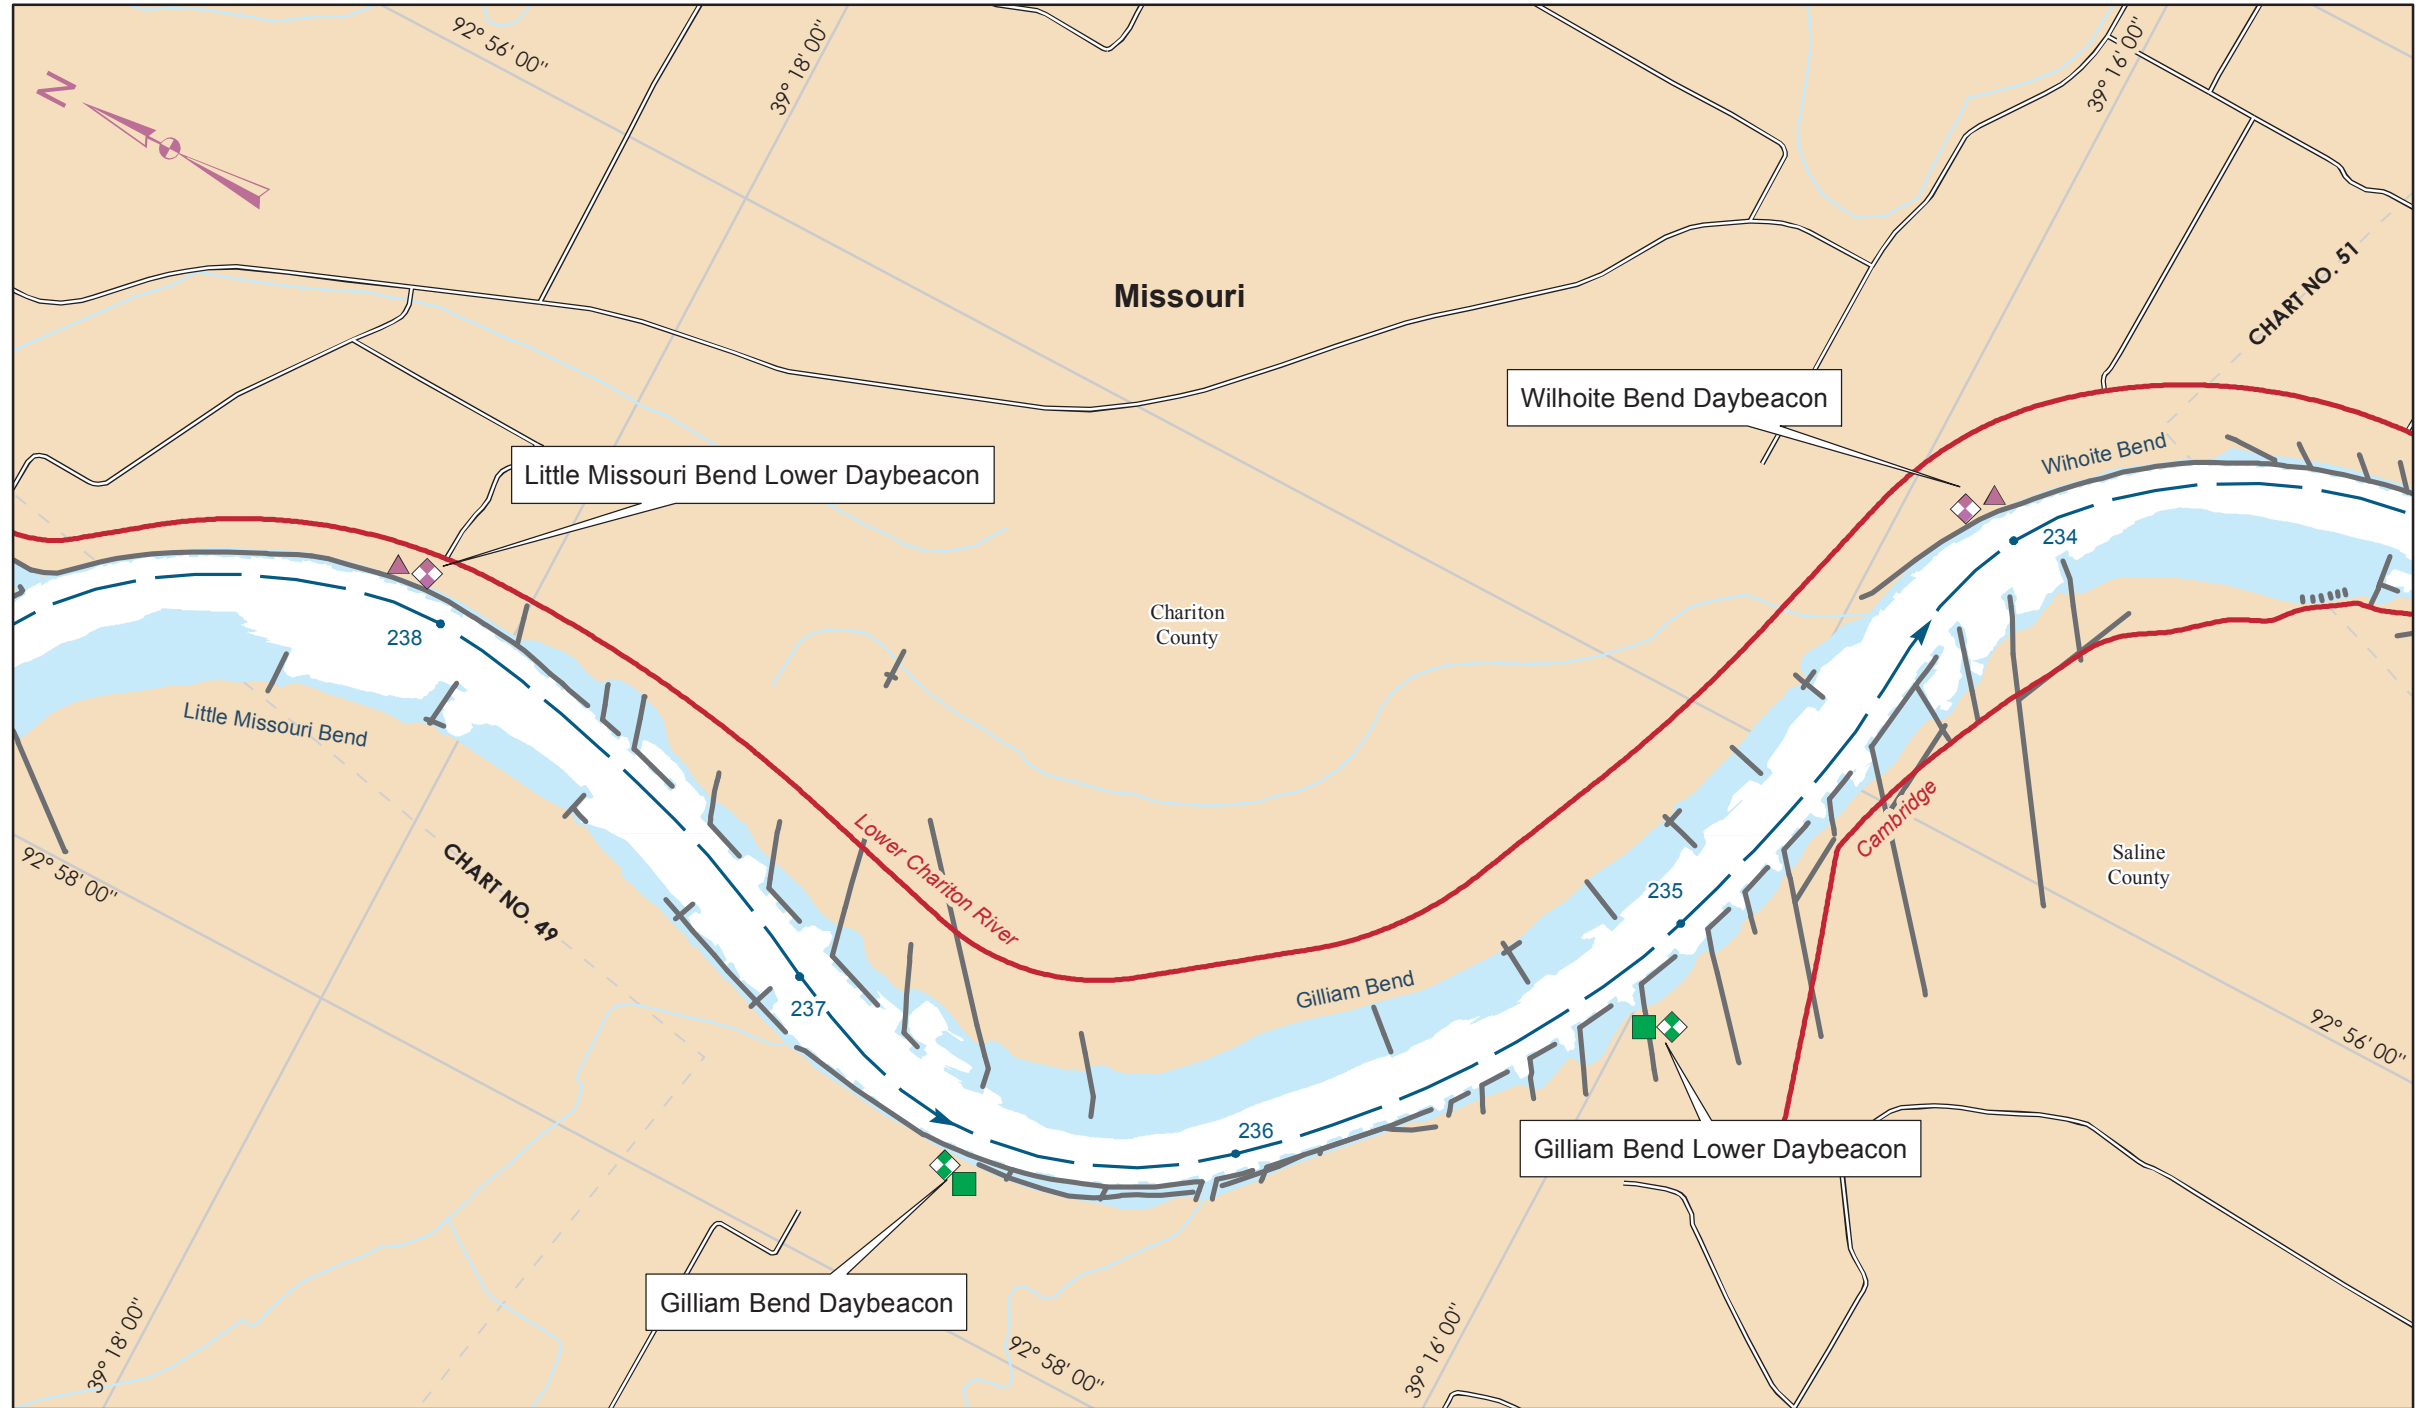 92° 56' 00"
39° 18' 00"
39° 16' 00"
N
CHART NO. 51
Missouri
Wilhoite Bend Daybeacon
Wihoite Bend
Little Missouri Bend Lower Daybeacon
234
238
Chariton
County
Little Missouri Bend
Lower Chariton River
Cambridge
92° 58' 00"
CHART NO. 49
Saline
County
235
237
Gilliam Bend
92° 56' 00"
236
Gilliam Bend Lower Daybeacon
Gilliam Bend Daybeacon
39° 18' 00"
92° 58' 00"
39° 16' 00"